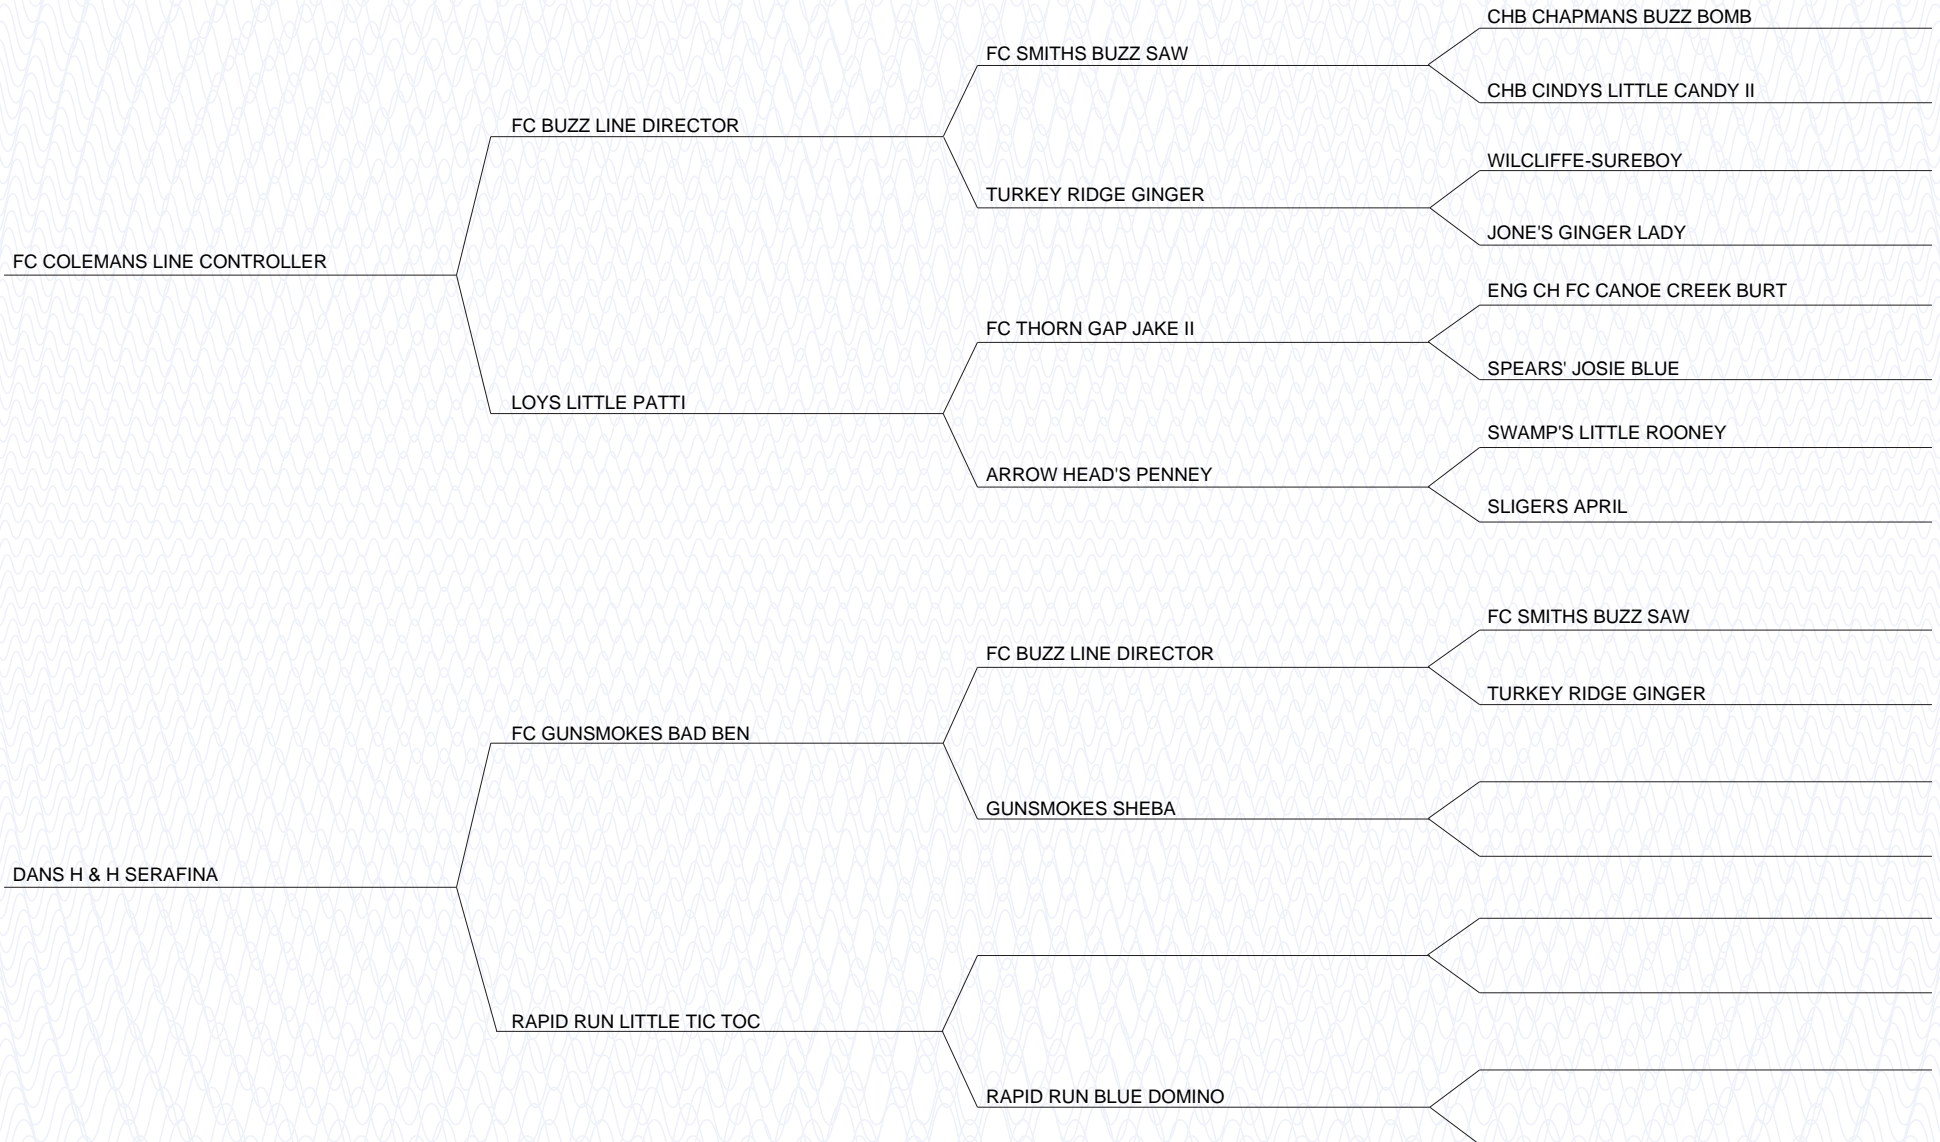 CHB CHAPMANS BUZZ BOMB
FC SMITHS BUZZ SAW
CHB CINDYS LITTLE CANDY II
FC BUZZ LINE DIRECTOR
WILCLIFFE-SUREBOY
TURKEY RIDGE GINGER
JONE'S GINGER LADY
FC COLEMANS LINE CONTROLLER
ENG CH FC CANOE CREEK BURT
FC THORN GAP JAKE II
SPEARS' JOSIE BLUE
LOYS LITTLE PATTI
SWAMP'S LITTLE ROONEY
ARROW HEAD'S PENNEY
SLIGERS APRIL
FC SMITHS BUZZ SAW
FC BUZZ LINE DIRECTOR
TURKEY RIDGE GINGER
FC GUNSMOKES BAD BEN
GUNSMOKES SHEBA
DANS H & H SERAFINA
RAPID RUN LITTLE TIC TOC
RAPID RUN BLUE DOMINO